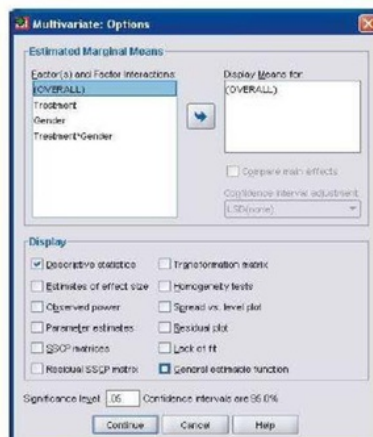 Multivariate: Options
Estimated Marginal Means
Factor(s) and Factor Interactions:
(OVERALL)
Treatment
Gender
Treatment*Gender
Display Means for:
(OVERALL)
Compare main effects
Confidence interval adjustment:
LSD(none)
Display
Descriptive statistics
Transformation matrix
Estimates of effect size
Homogeneity tests
Observed power
Spread vs. level plot
Parameter estimates
Residual plot
SSCP matrices
Lack of fit
Residual SSCP matrix
General estimable function
Significance level: .05 Confidence intervals are 95.0%
Continue
Cancel
Help